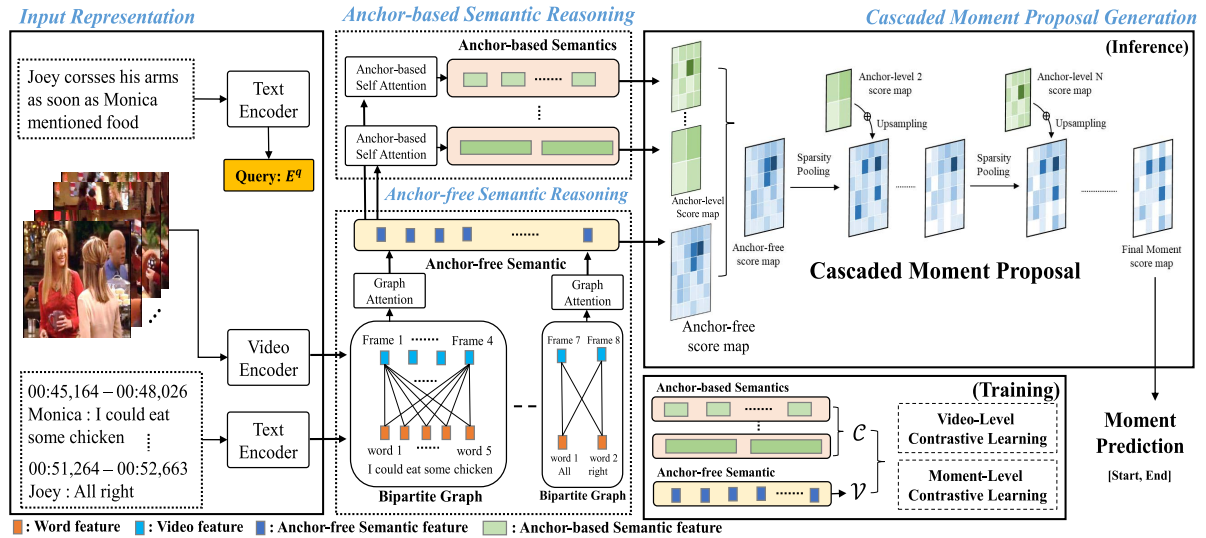 Input Representation
Anchor-based Semantic Reasoning
Cascaded Moment Proposal Generation
Joey corsses his arms
as soon as Monica
mentioned food
Text
Encoder
Query: E^q
Video
Encoder
00:45,164 – 00:48,026
Monica : I could eat
some chicken
00:51,264 – 00:52,663
Joey : All right
Text
Encoder
Anchor-based Semantics
Anchor-based
Self Attention
Anchor-based
Self Attention
Anchor-free Semantic Reasoning
Anchor-free Semantic
Graph
Attention
Graph
Attention
Frame 1
Frame 4
word 1
word 5
I could eat some chicken
Bipartite Graph
Frame 7
Frame 8
word 1
word 2
All
right
Bipartite Graph
(Inference)
Anchor-level
Score map
Anchor-free
score map
Anchor-free
score map
Sparsity
Pooling
Anchor-level 2
score map
Upsampling
Sparsity
Pooling
Anchor-level N
score map
Upsampling
Final Moment
score map
Cascaded Moment Proposal
(Training)
Anchor-based Semantics
C
Anchor-free Semantic
V
Video-Level
Contrastive Learning
Moment-Level
Contrastive Learning
Moment
Prediction
[Start, End]
: Word feature
: Video feature
: Anchor-free Semantic feature
: Anchor-based Semantic feature